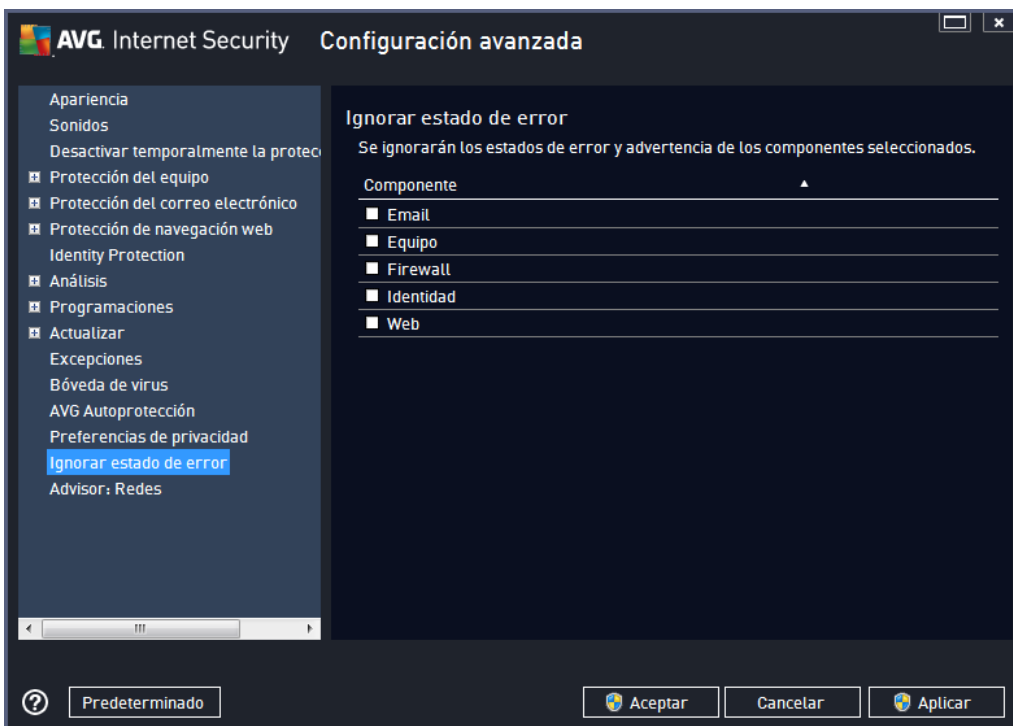 AVG. Internet Security
Configuración avanzada
Apariencia
Sonidos
Desactivar temporalmente la protec
Protección del equipo
Protección del correo electrónico
Protección de navegación web
Identity Protection
Análisis
Programaciones
Actualizar
Excepciones
Bóveda de virus
AVG Autoprotección
Preferencias de privacidad
Ignorar estado de error
Advisor: Redes
Ignorar estado de error
Se ignorarán los estados de error y advertencia de los componentes seleccionados.
Componente
Email
Equipo
Firewall
Identidad
Web
Predeterminado
Aceptar
Cancelar
Aplicar